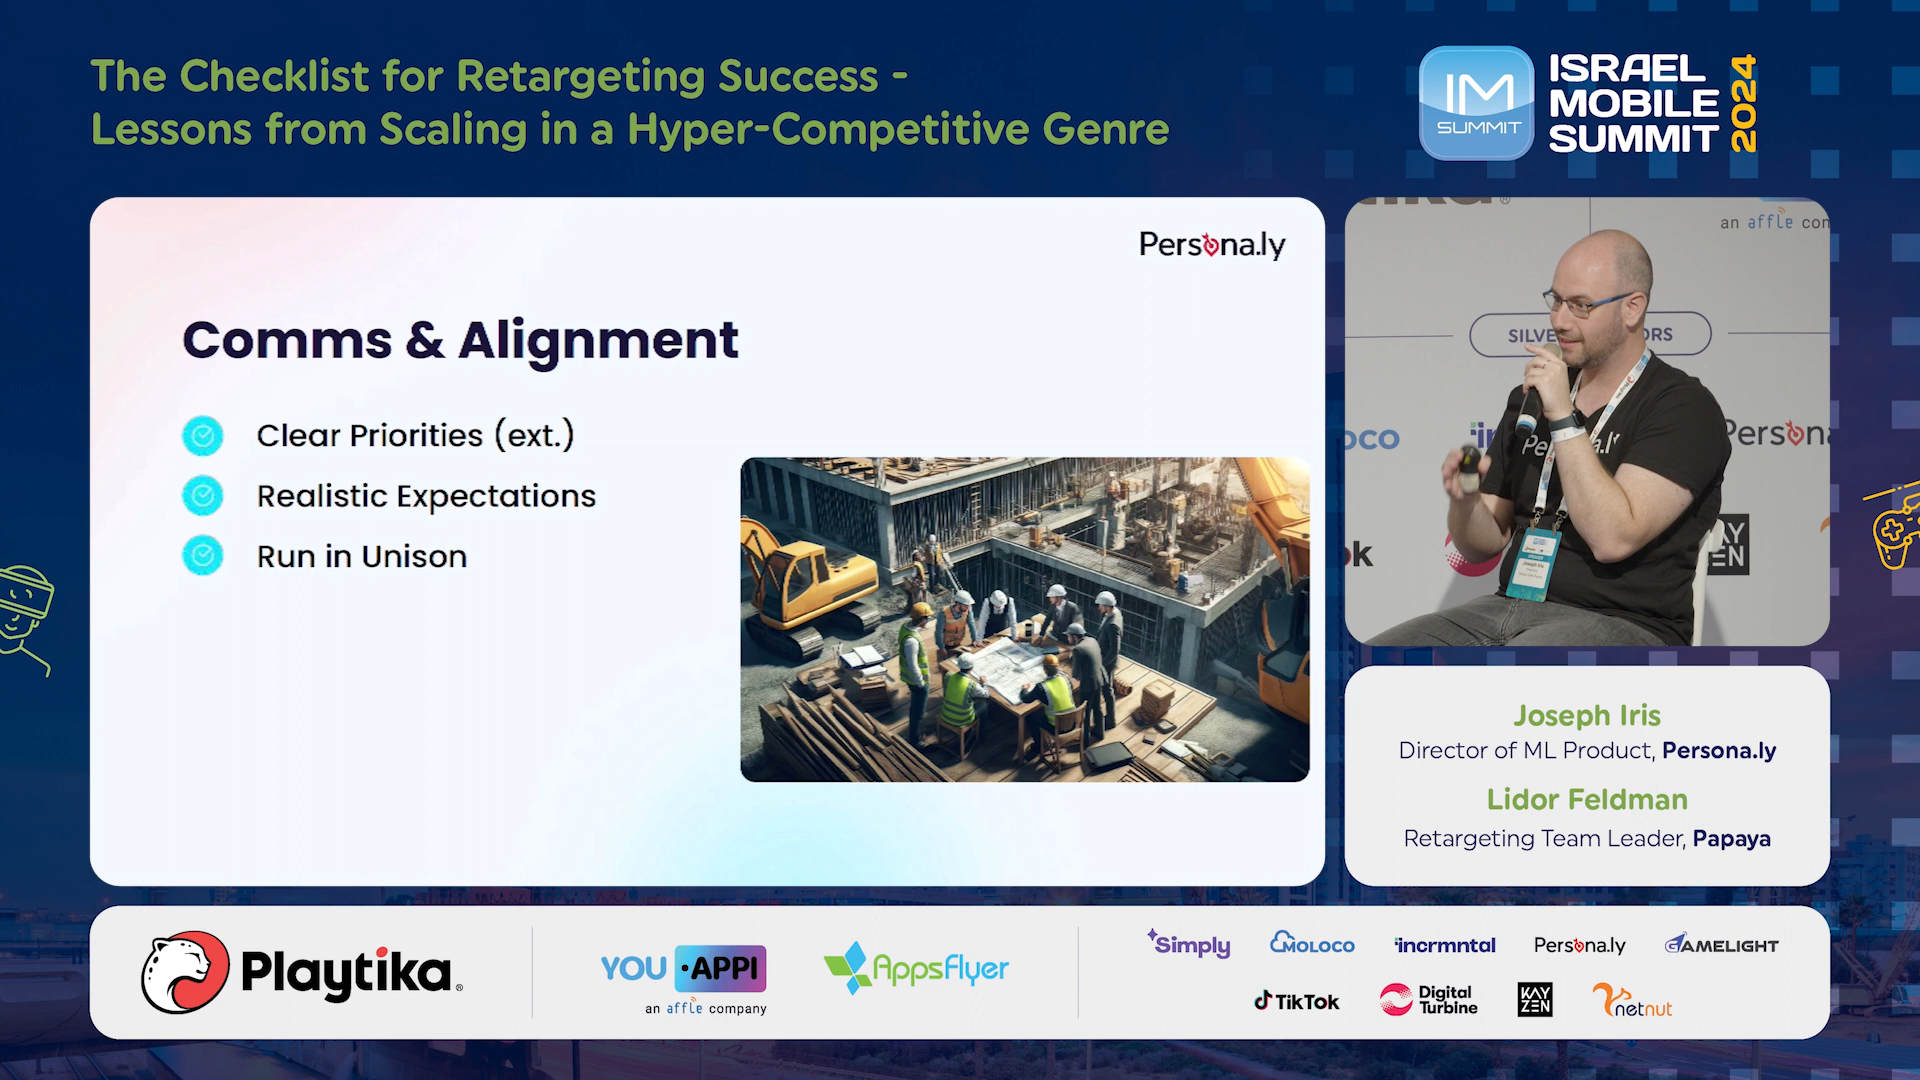 The Checklist for Retargeting Success -
Lessons from Scaling in a Hyper-Competitive Genre
IM
SUMMIT
ISRAEL
MOBILE
SUMMIT
2024
Persona.ly
Comms & Alignment
Clear Priorities (ext.)
Realistic Expectations
Run in Unison
an affle
Persona
Joseph Iris
Director of ML Product, Persona.ly
Lidor Feldman
Retargeting Team Leader, Papaya
Playtika
YOU·APPI
an affle company
AppsFlyer
Simply
MOLOCO
incrmntal
Persona.ly
GAMELIGHT
TikTok
Digital
Turbine
KAY
ZEN
netnut